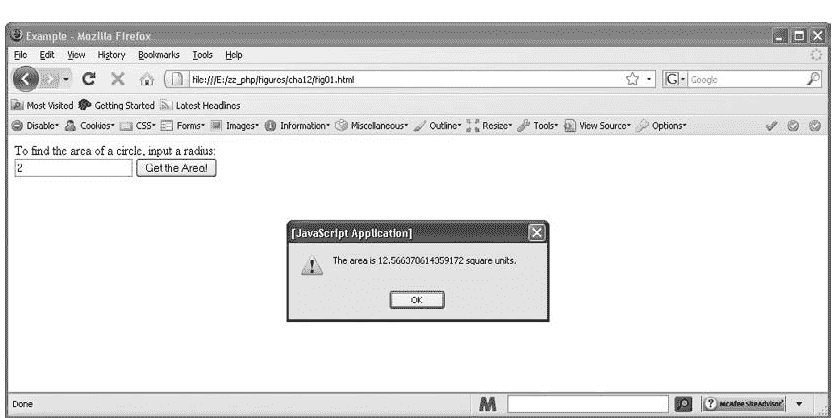 Example - Mozilla Firefox
File Edit View History Bookmarks Tools Help
file:///E:/zz_php/figures/cha12/fig01.html
G Google
Most Visited Getting Started Latest Headlines
Disable Cookies CSS Forms Images Information Miscellaneous Outline Resize Tools View Source Options
To find the area of a circle, input a radius:
2 Get the Area!
[JavaScript Application]
The area is 12.566370614359172 square units.
OK
Done M McAfee SiteAdvisor